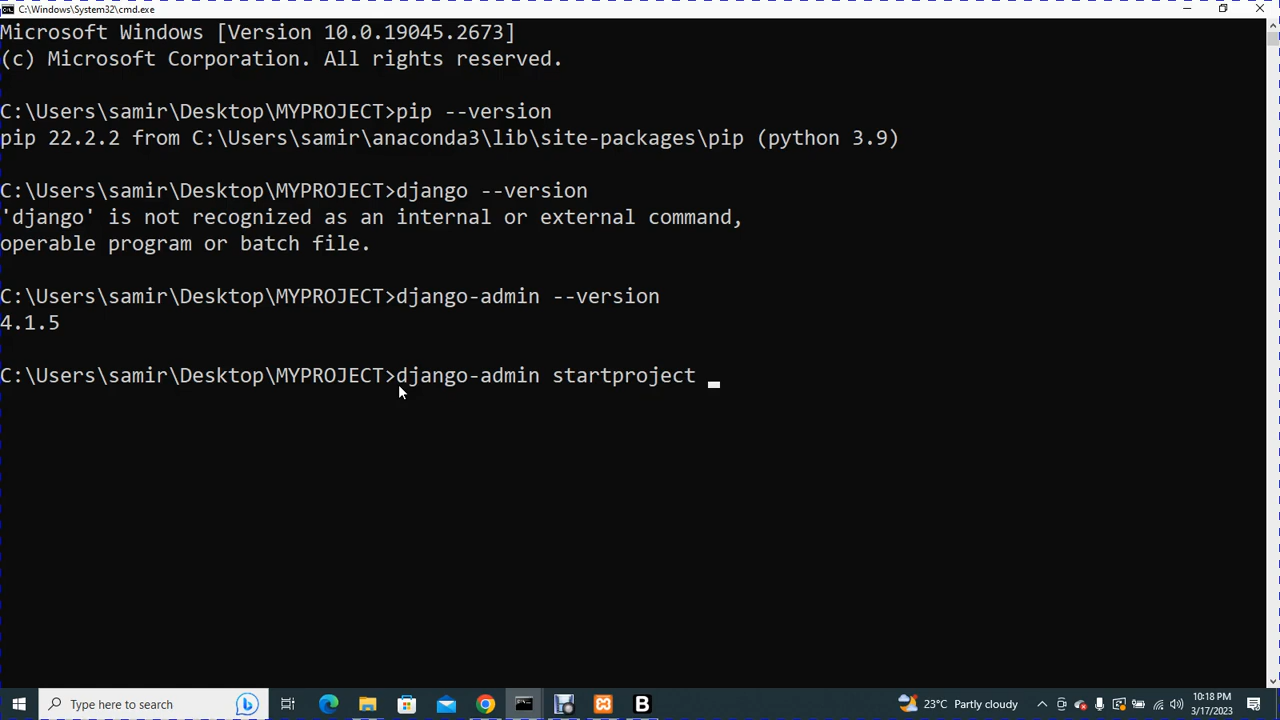 C:\Windows\System32\cmd.exe
Microsoft Windows [Version 10.0.19045.2673]
(c) Microsoft Corporation. All rights reserved.
C:\Users\samir\Desktop\MYPROJECT>pip --version
pip 22.2.2 from C:\Users\samir\anaconda3\lib\site-packages\pip (python 3.9)
C:\Users\samir\Desktop\MYPROJECT>django --version
'django' is not recognized as an internal or external command,
operable program or batch file.
C:\Users\samir\Desktop\MYPROJECT>django-admin --version
4.1.5
C:\Users\samir\Desktop\MYPROJECT>django-admin startproject
Type here to search
23°C Partly cloudy
10:18 PM
3/17/2023